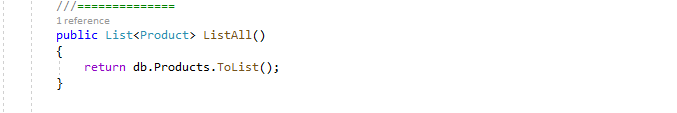 ///==============
1 reference
public List<Product> ListAll()
{
return db.Products.ToList();
}